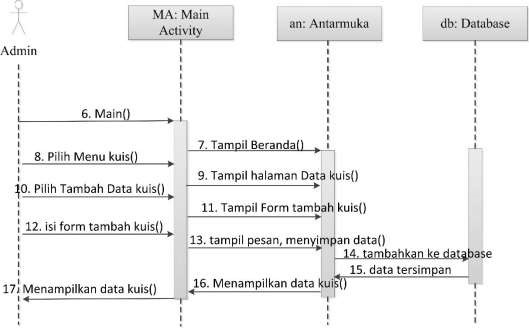 MA: Main
Activity
an: Antarmuka
db: Database
Admin
6. Main()
7. Tampil Beranda()
8. Pilih Menu kuis()
9. Tampil halaman Data kuis()
10. Pilih Tambah Data kuis()
11. Tampil Form tambah kuis()
12. isi form tambah kuis()
13. tampil pesan, menyimpan data()
14. tambahkan ke database
15. data tersimpan
16. Menampilkan data kuis()
17. Menampilkan data kuis()